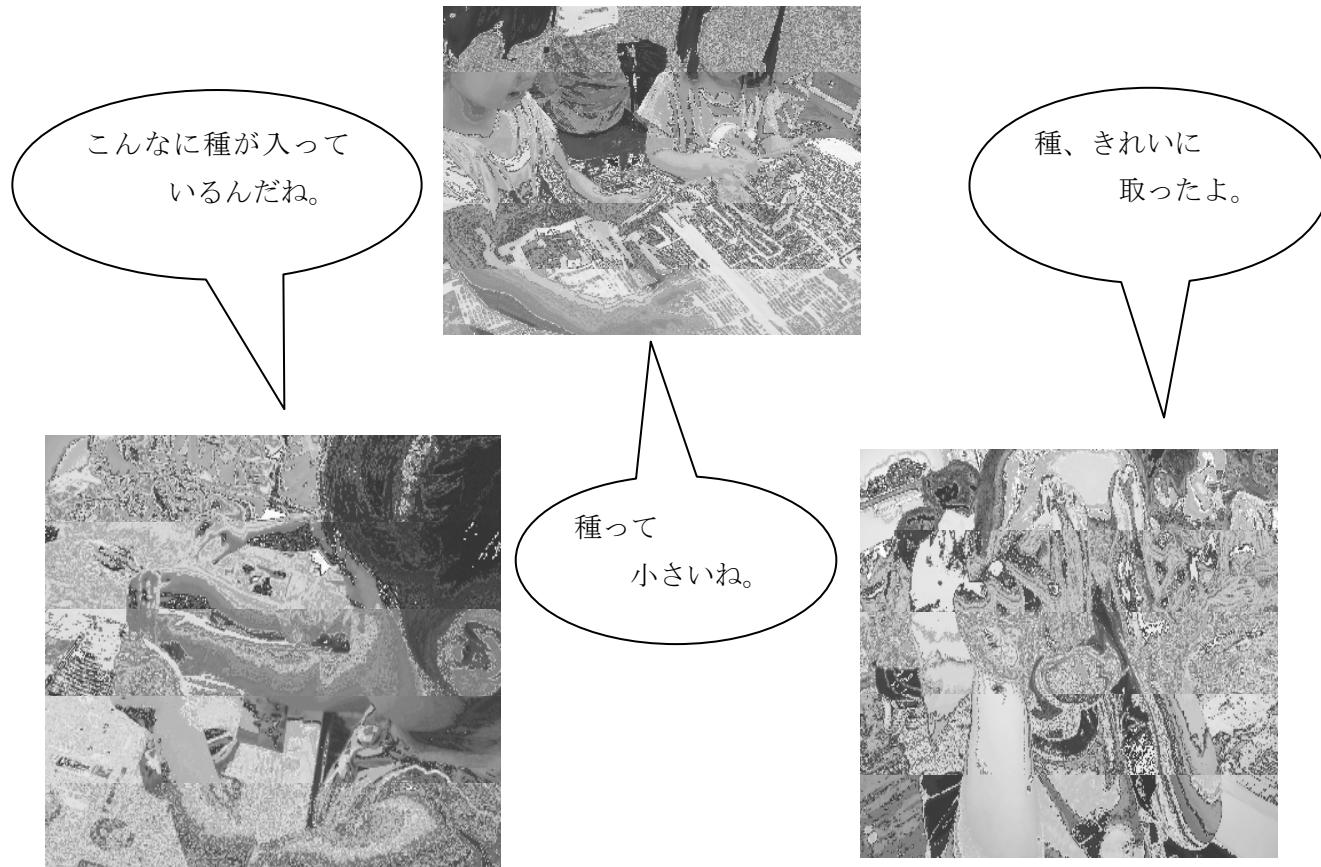 こんなに種が入って
いるんだね。
種って
小さいね。
種、きれいに
取ったよ。